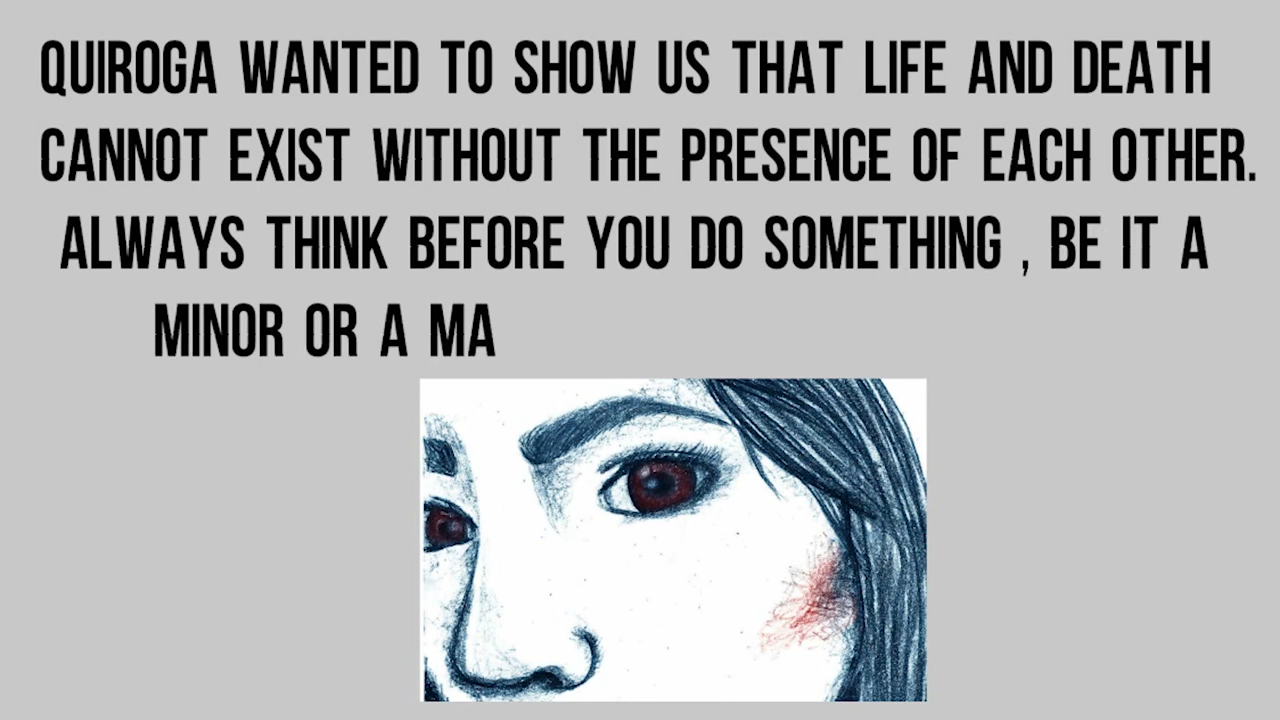 QUIROGA WANTED TO SHOW US THAT LIFE AND DEATH
CANNOT EXIST WITHOUT THE PRESENCE OF EACH OTHER.
ALWAYS THINK BEFORE YOU DO SOMETHING , BE IT A
MINOR OR A MA